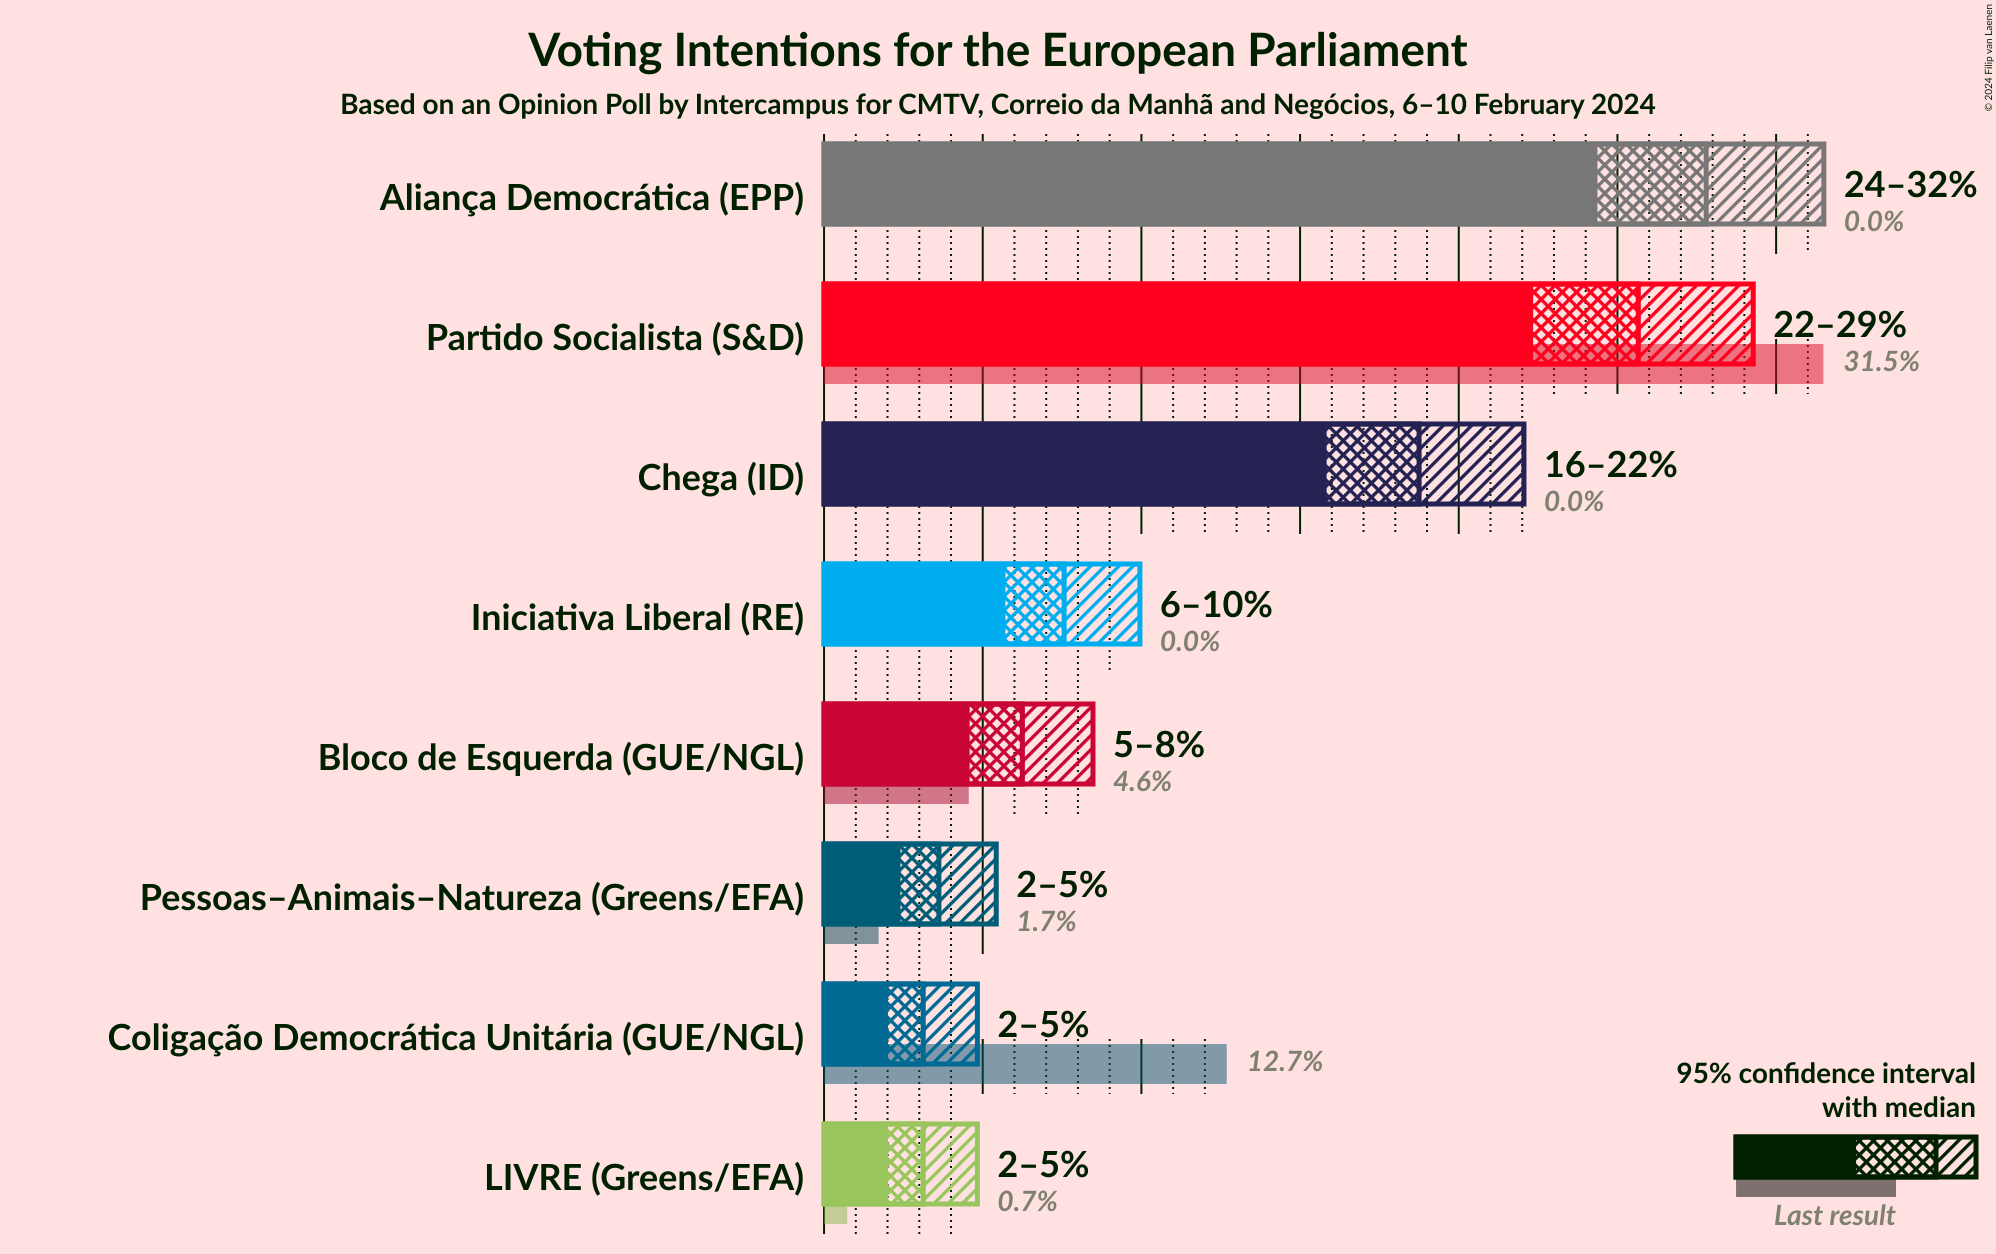 Voting Intentions for the European Parliament
Based on an Opinion Poll by Intercampus for CMTV, Correio da Manhã and Negócios, 6–10 February 2024
© 2024 Filip van Laenen
Aliança Democrática (EPP)
24–32%
0.0%
Partido Socialista (S&D)
22–29%
31.5%
Chega (ID)
16–22%
0.0%
Iniciativa Liberal (RE)
6–10%
0.0%
Bloco de Esquerda (GUE/NGL)
5–8%
4.6%
Pessoas–Animais–Natureza (Greens/EFA)
2–5%
1.7%
Coligação Democrática Unitária (GUE/NGL)
2–5%
12.7%
LIVRE (Greens/EFA)
2–5%
0.7%
95% confidence interval
with median
Last result